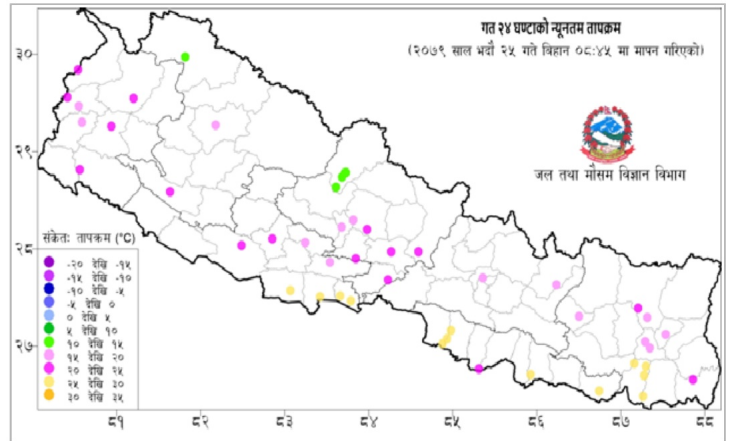 गत २४ घण्टाको न्यूनतम तापक्रम
(२०७९ साल भदौ २५ गते विहान ०८:४५ मा मापन गरिएको)
जल तथा मौसम विज्ञान विभाग
३०
२९
२८
२७
संकेत: तापक्रम (°C)
-२० देखि -१५
-१५ देखि -१०
-१० देखि -५
-५ देखि ०
० देखि ५
५ देखि १०
१० देखि १५
१५ देखि २०
२० देखि २५
२५ देखि ३०
३० देखि ३५
८१ ८२ ८३ ८४ ८५ ८६ ८७ ८८